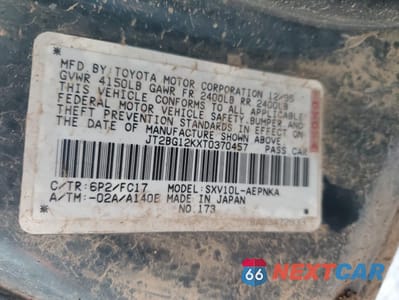 MFD. BY: TOYOTA MOTOR CORPORATION 12/95
GVWR 4150LB GAWR FR 2400LB RR 2400LB
THIS VEHICLE CONFORMS TO ALL APPLICABLE
FEDERAL MOTOR VEHICLE SAFETY, BUMPER, AND
THEFT PREVENTION STANDARDS IN EFFECT ON
THE DATE OF MANUFACTURE SHOWN ABOVE.
JT2BG12KXT0370457
PASS. CAR
C/TR: 6P2/FC17 MODEL: SXV10L-AEPNKA
A/TM: -02A/A140E MADE IN JAPAN
NO. 173
66 NEXTCAR